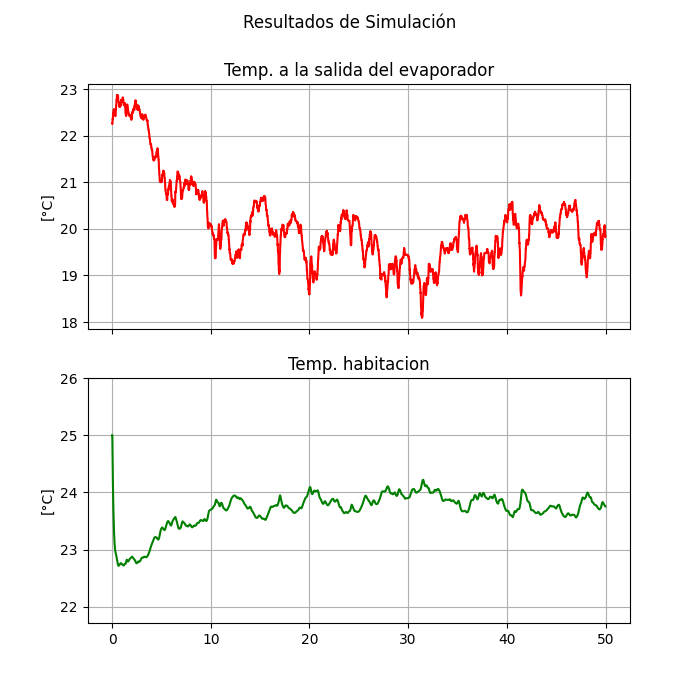 Resultados de Simulación
Temp. a la salida del evaporador
23
22
21
20
19
18
[°C]
Temp. habitacion
26
25
24
23
22
[°C]
0 10 20 30 40 50